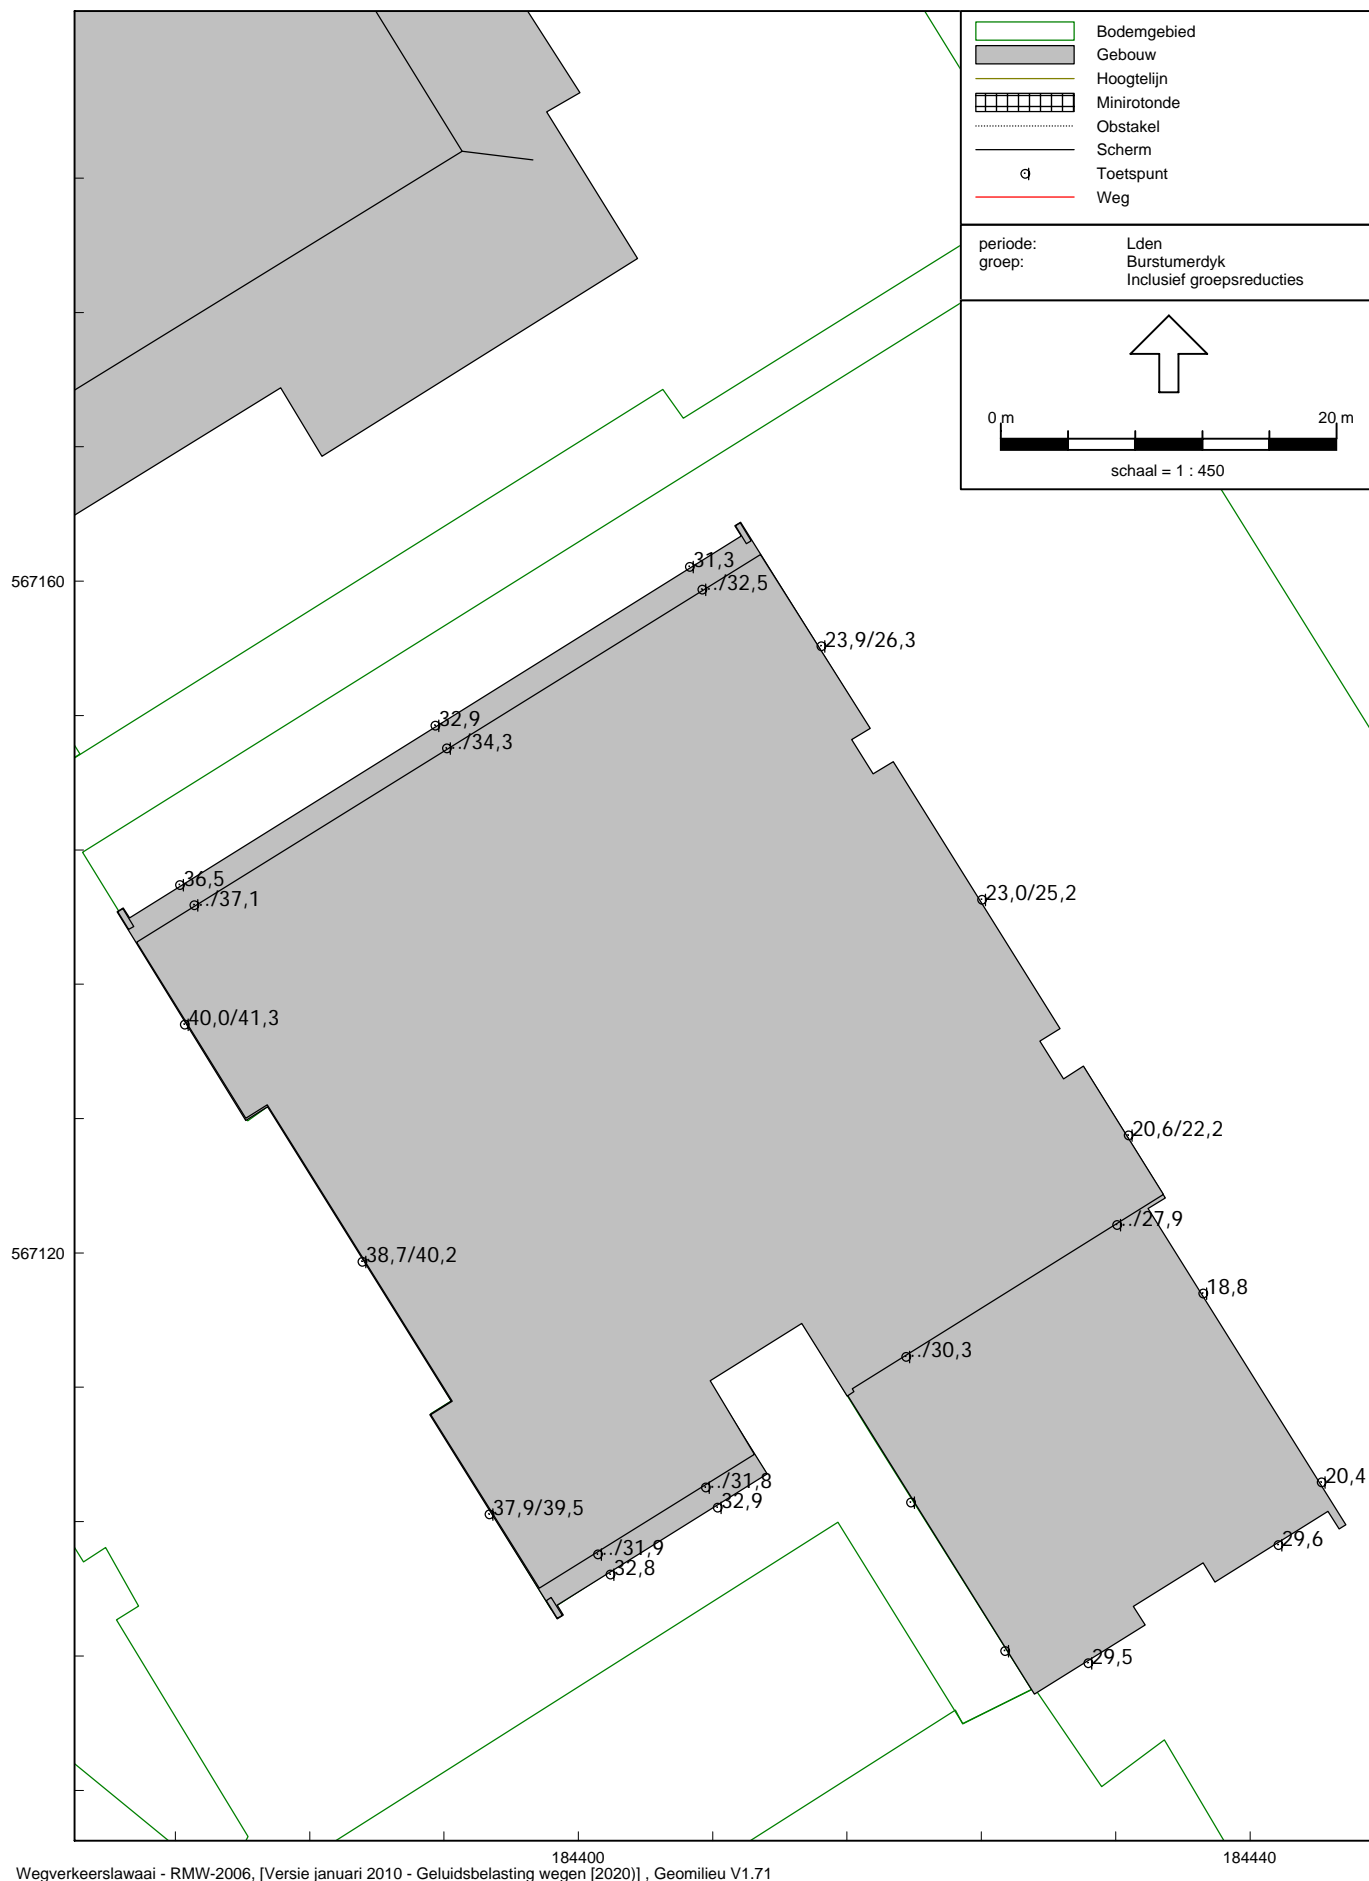 Bodemgebied
Gebouw
Hoogtelijn
Minirotonde
Obstakel
Scherm
Toetspunt
Weg
periode: Lden
groep: Burstumerdyk
Inclusief groepsreducties
0 m 20 m
schaal = 1 : 450
31,3
567160
../32,5
23,9/26,3
32,9
../34,3
36,5
23,0/25,2
../37,1
40,0/41,3
20,6/22,2
../27,9
567120
38,7/40,2
18,8
../30,3
../31,8
20,4
32,9
37,9/39,5
29,6
../31,9
32,8
29,5
184400 184440
Wegverkeerslawaai - RMW-2006, [Versie januari 2010 - Geluidsbelasting wegen [2020)] , Geomilieu V1.71